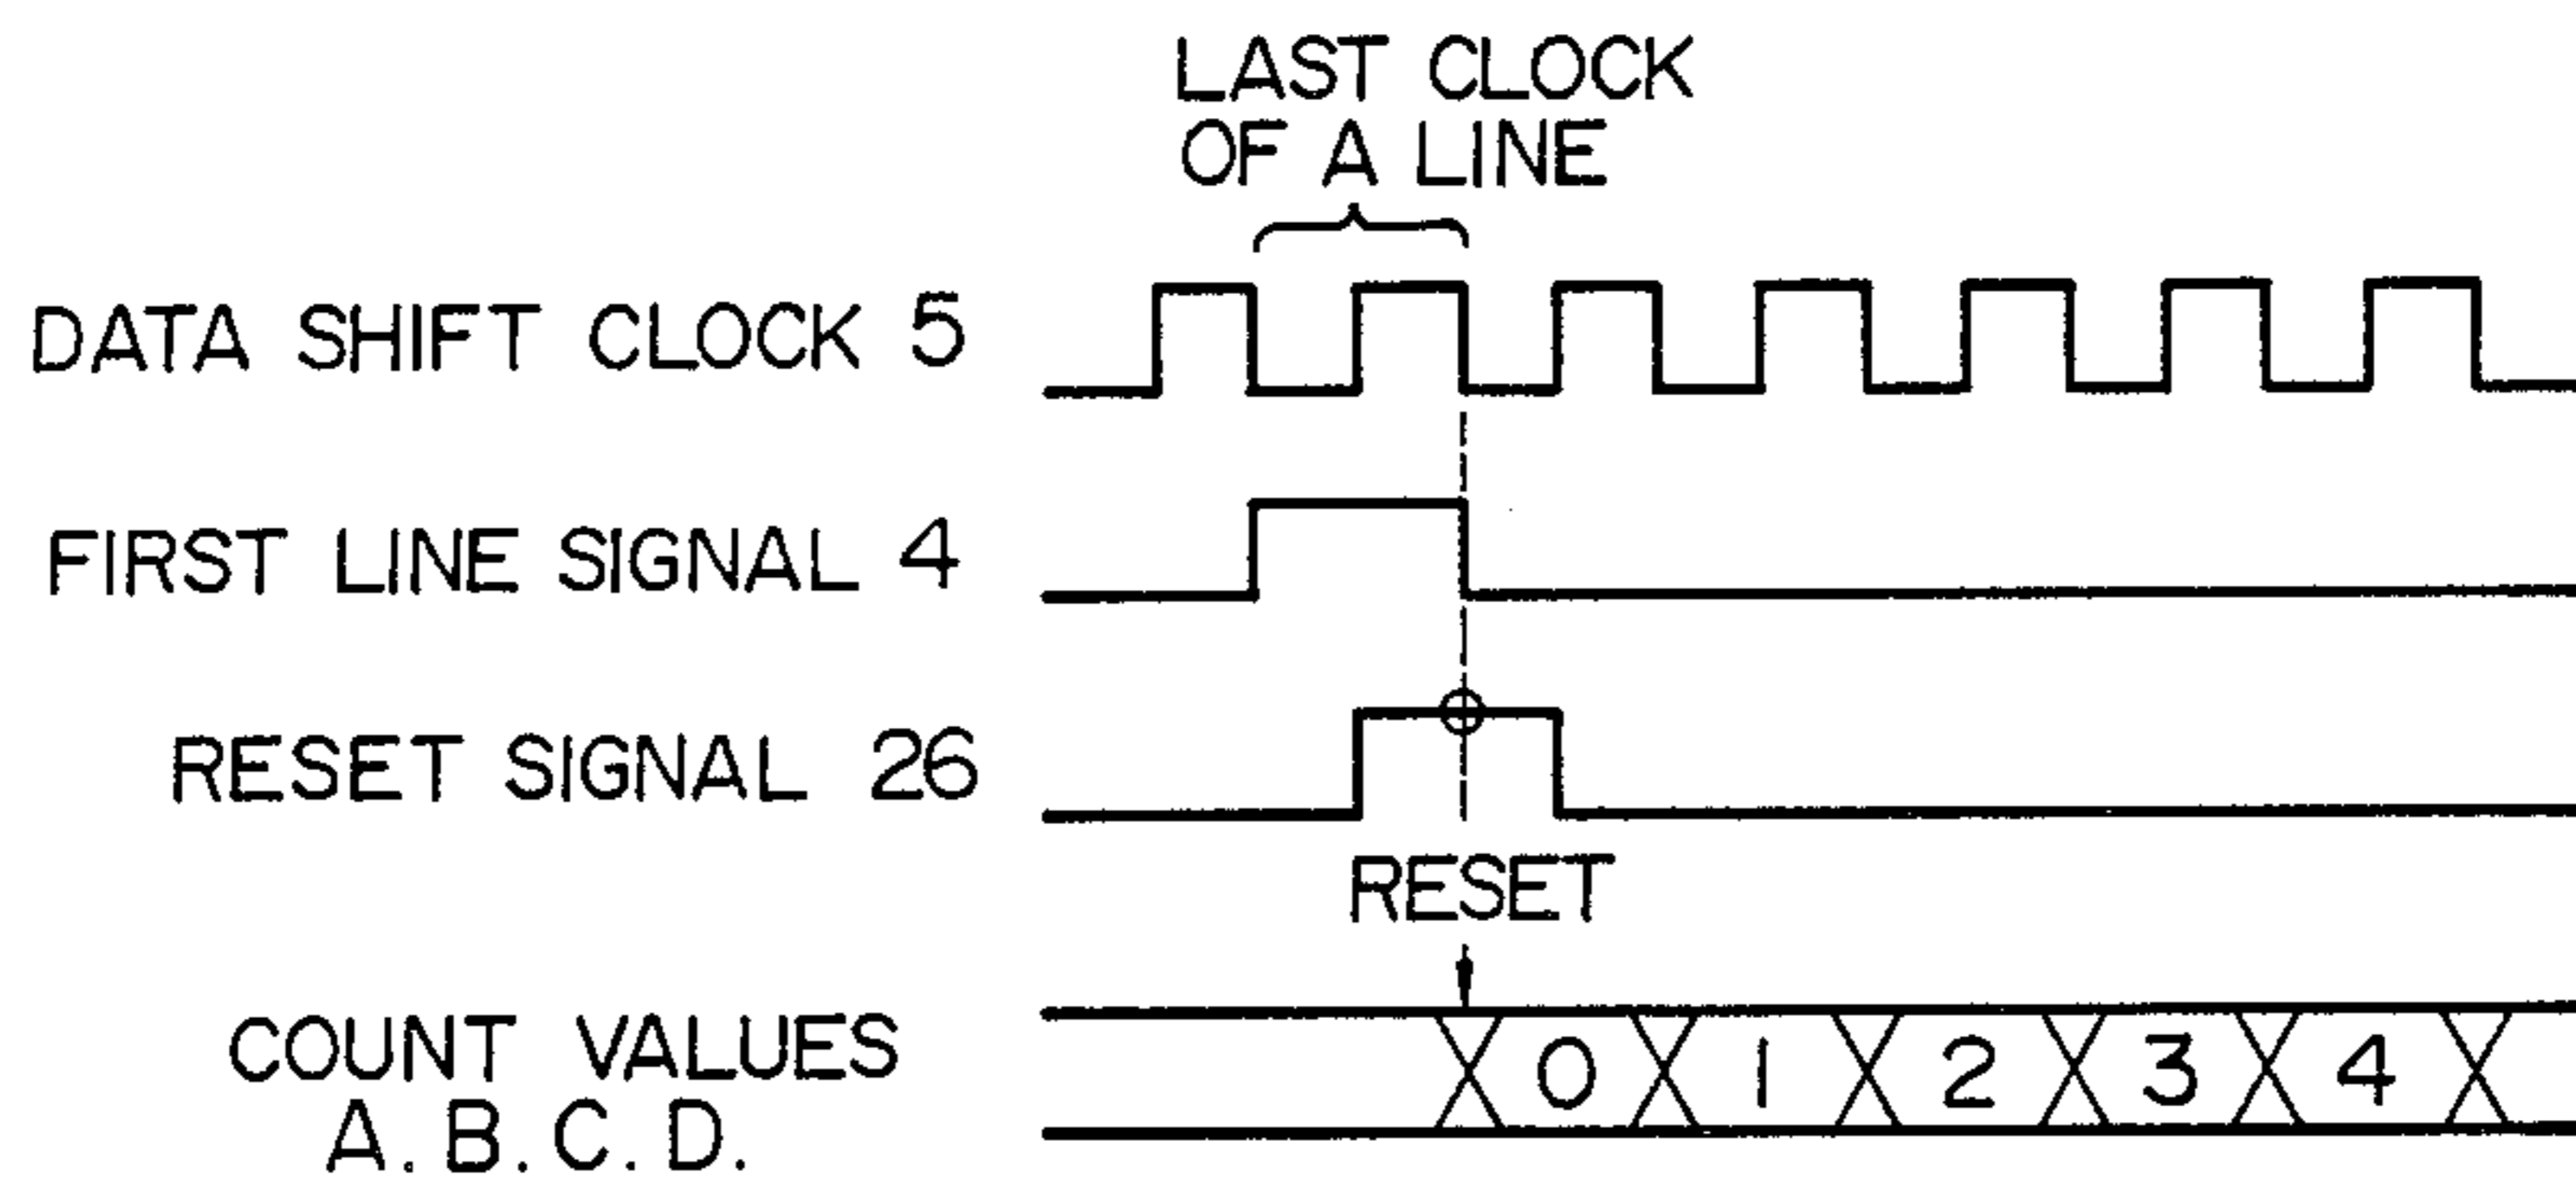 LAST CLOCK
OF A LINE
DATA SHIFT CLOCK 5
FIRST LINE SIGNAL 4
RESET SIGNAL 26
RESET
COUNT VALUES
A.B.C.D.
0 1 2 3 4